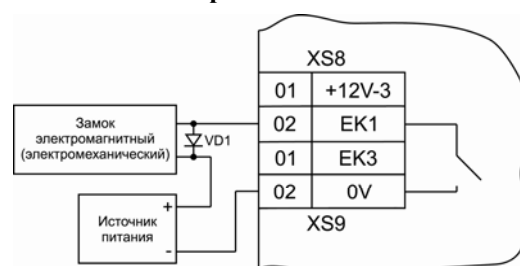 XS8
01 +12V-3
02 EK1
01 EK3
02 0V
XS9
Замок
электромагнитный
(электромеханический)
VD1
Источник
питания
+
-